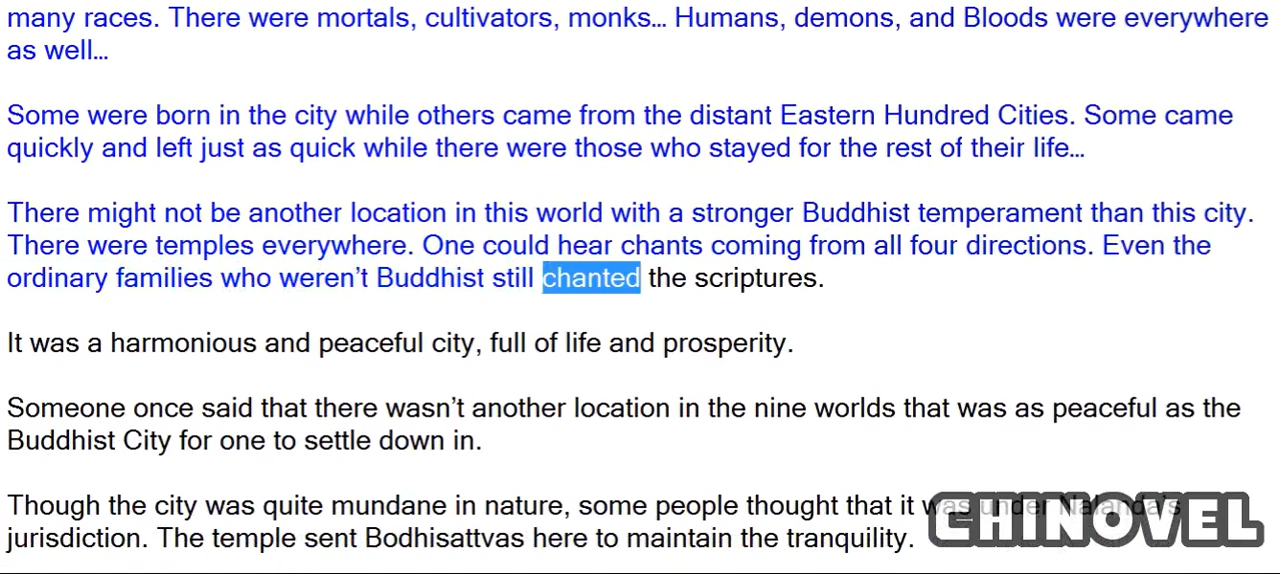 many races. There were mortals, cultivators, monks... Humans, demons, and Bloods were everywhere
as well...
Some were born in the city while others came from the distant Eastern Hundred Cities. Some came
quickly and left just as quick while there were those who stayed for the rest of their life...
There might not be another location in this world with a stronger Buddhist temperament than this city.
There were temples everywhere. One could hear chants coming from all four directions. Even the
ordinary families who weren't Buddhist still chanted the scriptures.
It was a harmonious and peaceful city, full of life and prosperity.
Someone once said that there wasn't another location in the nine worlds that was as peaceful as the
Buddhist City for one to settle down in.
Though the city was quite mundane in nature, some people thought that it was under Nalanda's
jurisdiction. The temple sent Bodhisattvas here to maintain the tranquility.
CHINOVEL